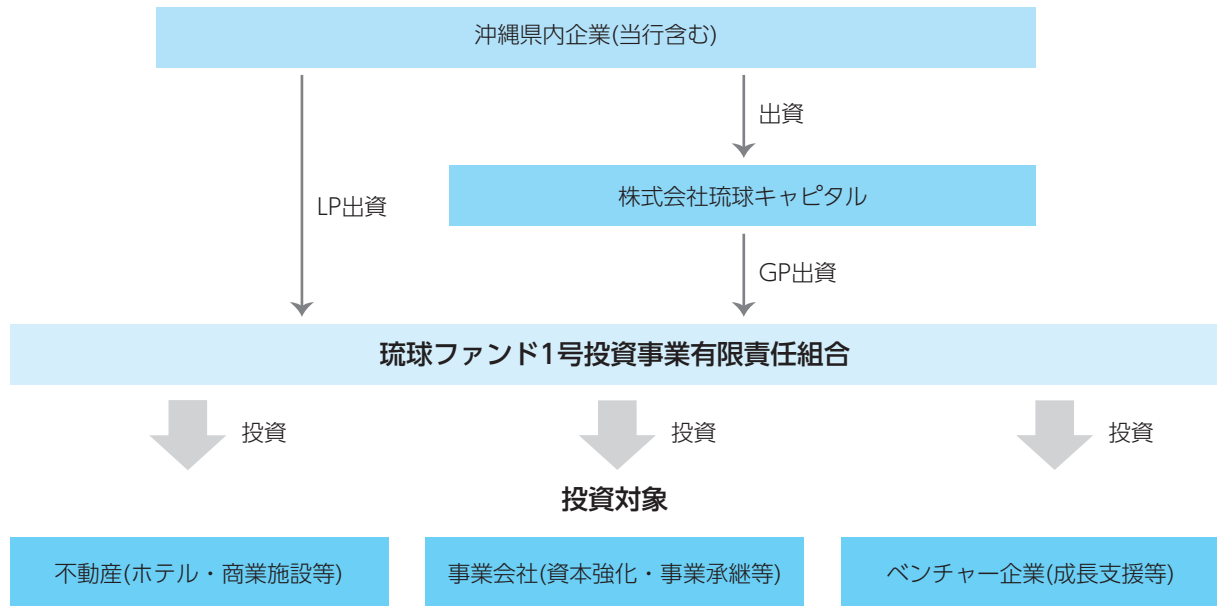 沖縄県内企業(当行含む)
出資
株式会社琉球キャピタル
LP出資
GP出資
琉球ファンド1号投資事業有限責任組合
投資
投資
投資
投資対象
不動産(ホテル・商業施設等)
事業会社(資本強化・事業承継等)
ベンチャー企業(成長支援等)